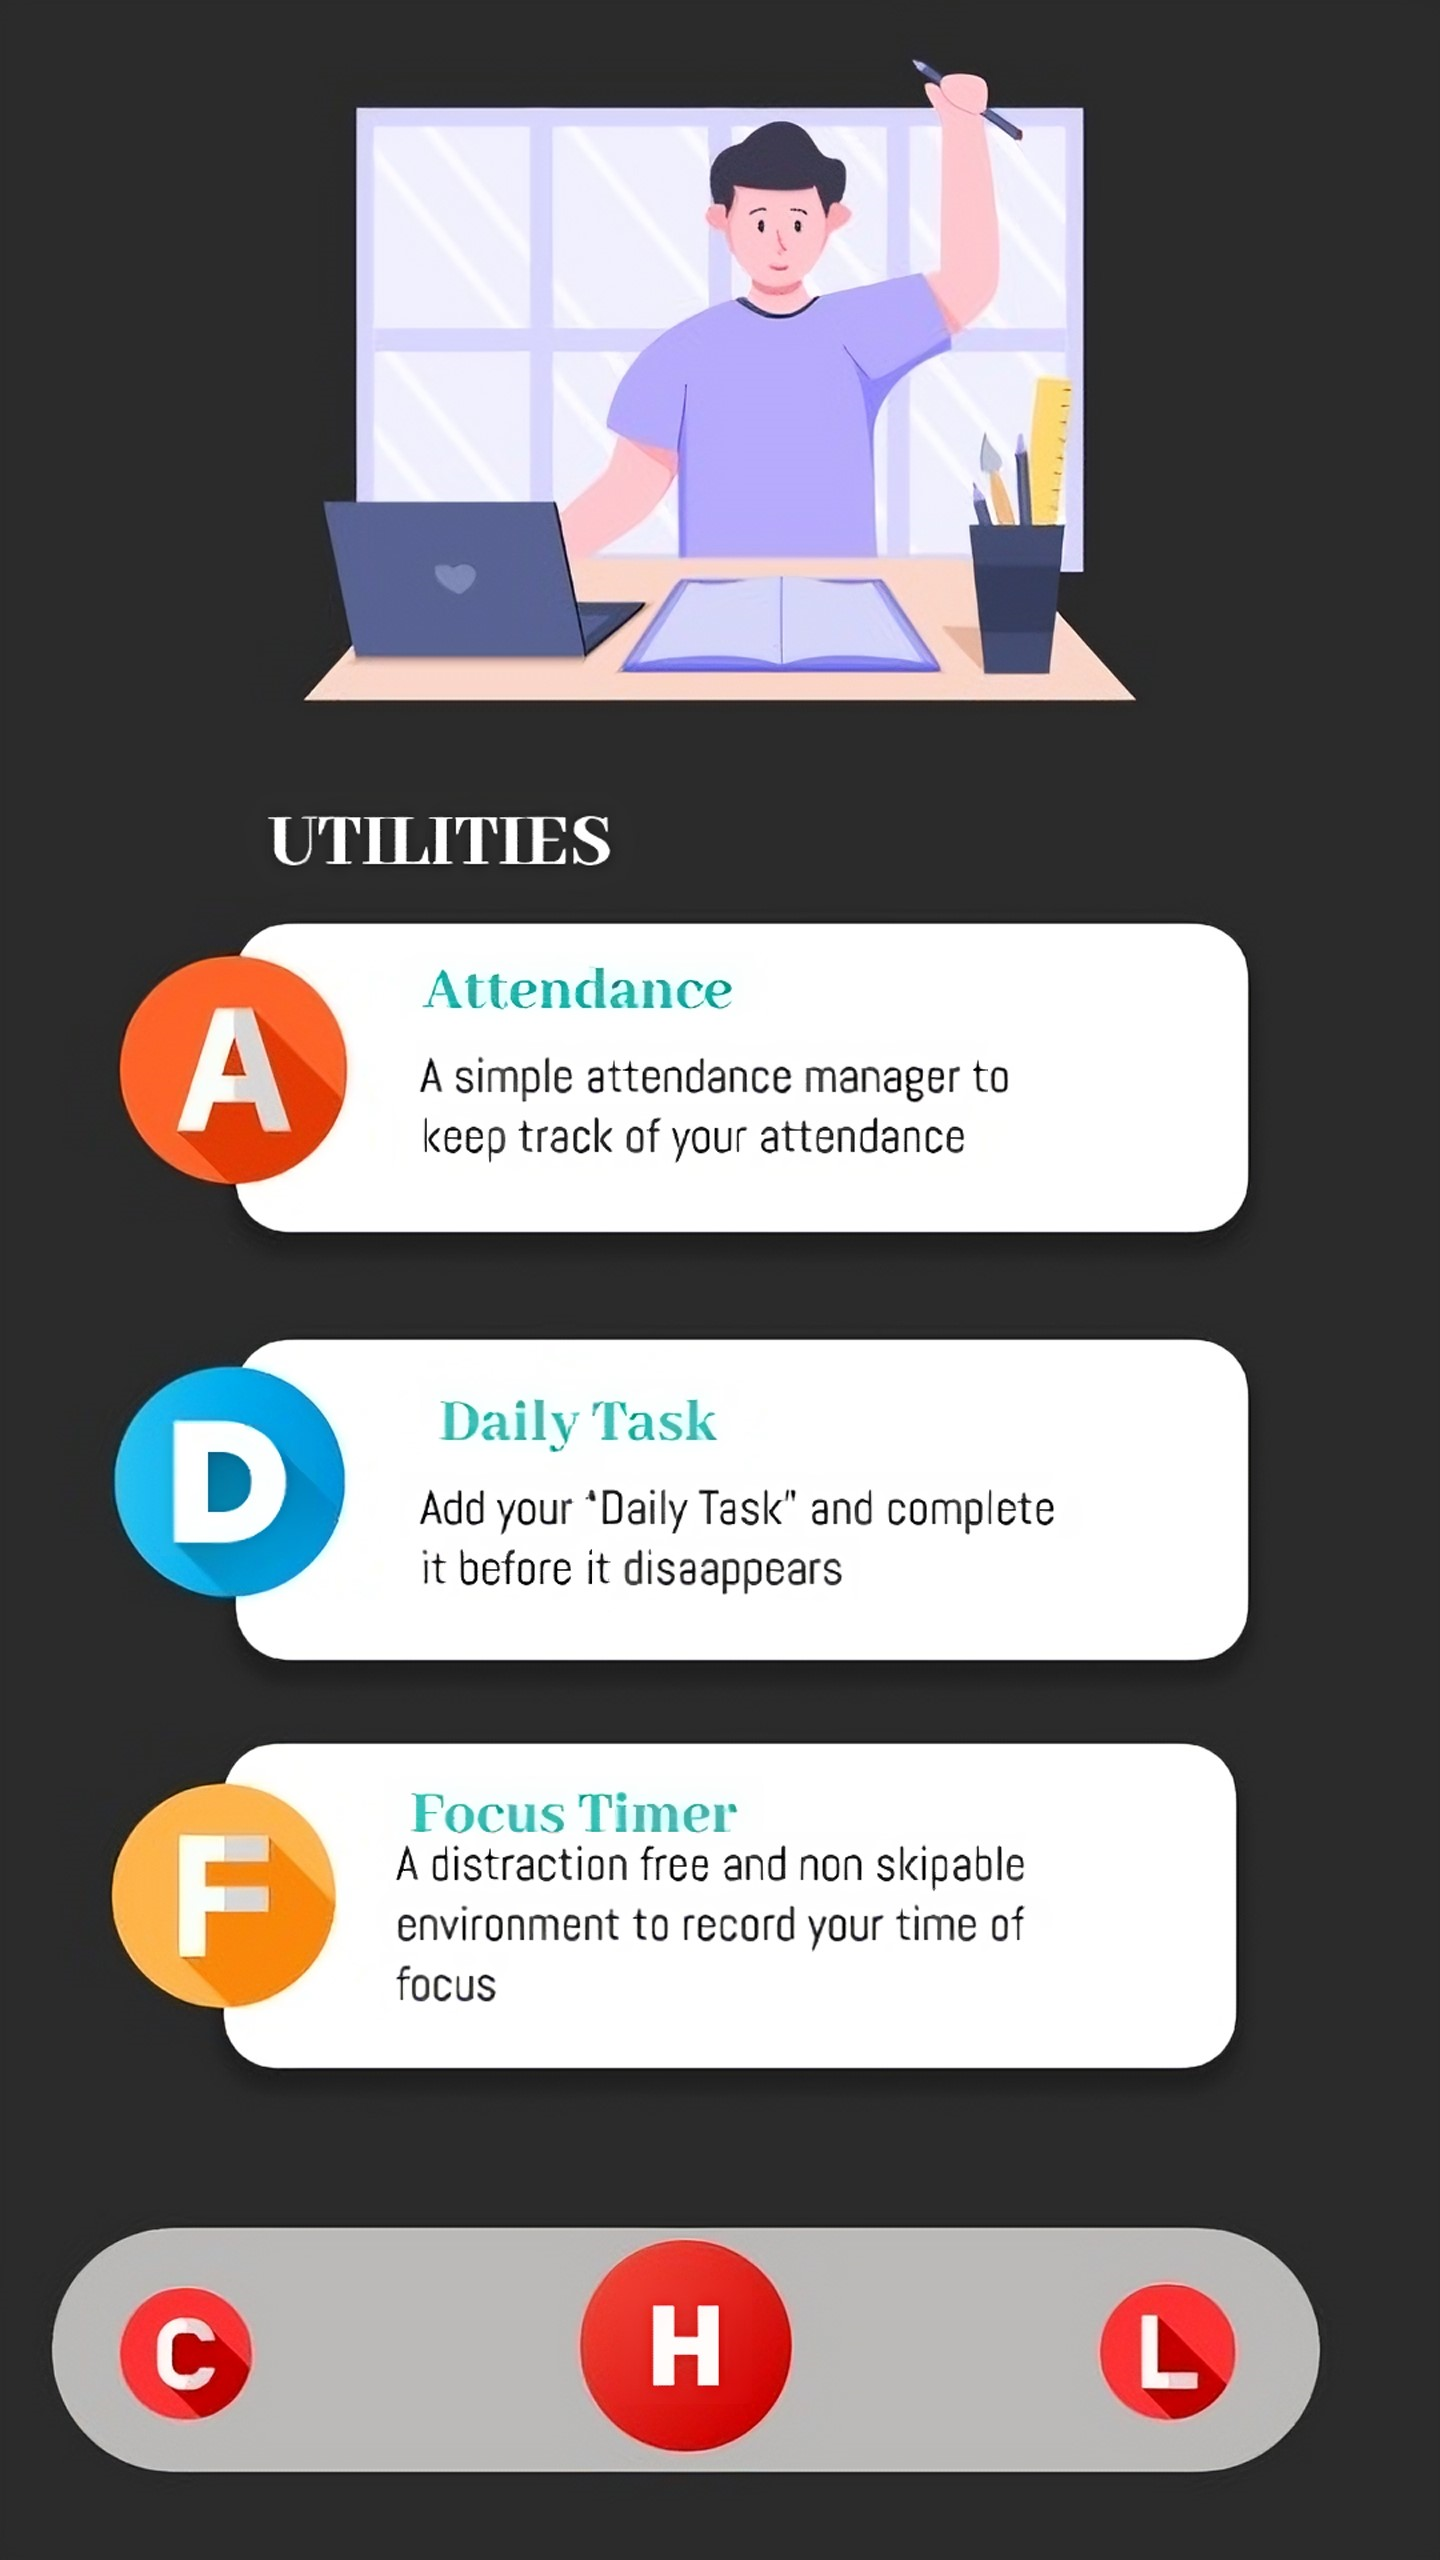 UTILITIES
A
Attendance
A simple attendance manager to
keep track of your attendance
D
Daily Task
Add your "Daily Task" and complete
it before it disaappears
F
Focus Timer
A distraction free and non skipable
environment to record your time of
focus
C
H
L